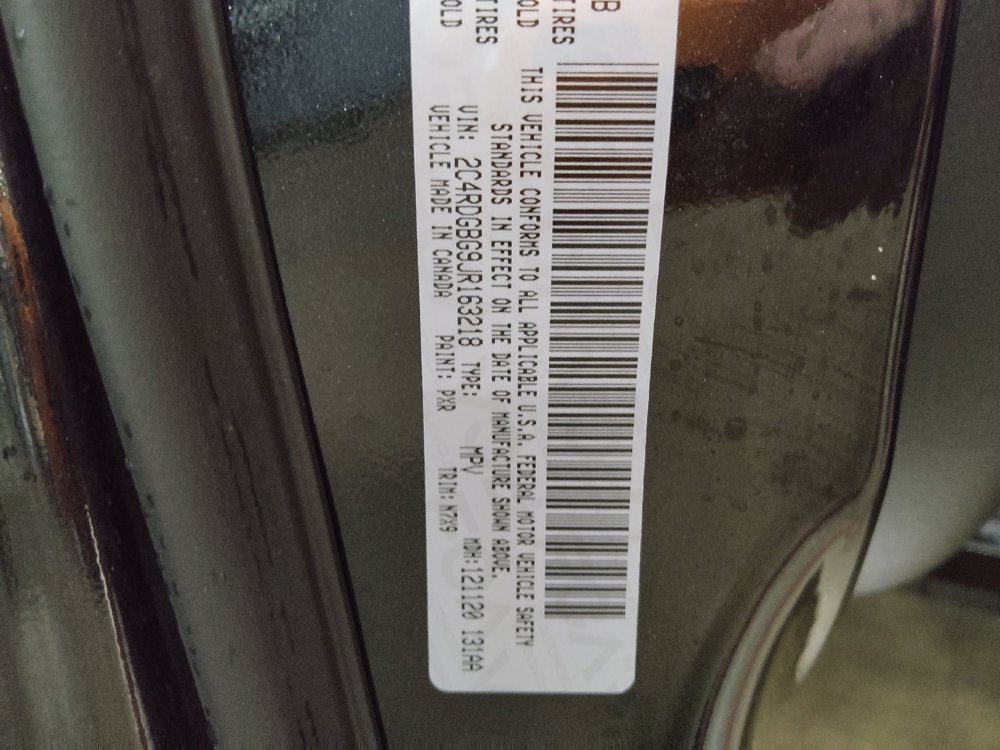 B
TIRES
OLD
TIRES
OLD
THIS VEHICLE CONFORMS TO ALL APPLICABLE U.S.A. FEDERAL MOTOR VEHICLE SAFETY
STANDARDS IN EFFECT ON THE DATE OF MANUFACTURE SHOWN ABOVE.
VIN: 2C4RDGBG9JR163218 TYPE: MPV MDH:121120 131AA
VEHICLE MADE IN CANADA PAINT: PXR TRIM: N7X9